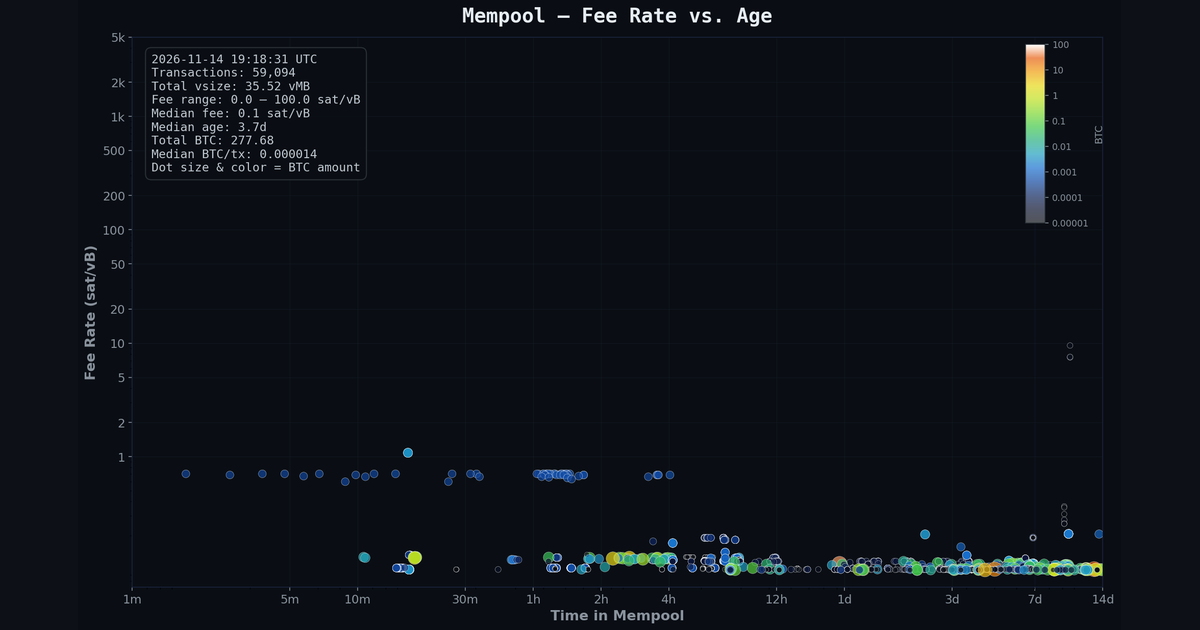 Mempool — Fee Rate vs. Age
5k
2k
1k
500
200
100
50
20
10
5
2
1
Fee Rate (sat/vB)
2026-11-14 19:18:31 UTC
Transactions: 59,094
Total vsize: 35.52 vMB
Fee range: 0.0 — 100.0 sat/vB
Median fee: 0.1 sat/vB
Median age: 3.7d
Total BTC: 277.68
Median BTC/tx: 0.000014
Dot size & color = BTC amount
100
10
1
0.1
0.01
0.001
0.0001
0.00001
BTC
1m 5m 10m 30m 1h 2h 4h 12h 1d 3d 7d 14d
Time in Mempool